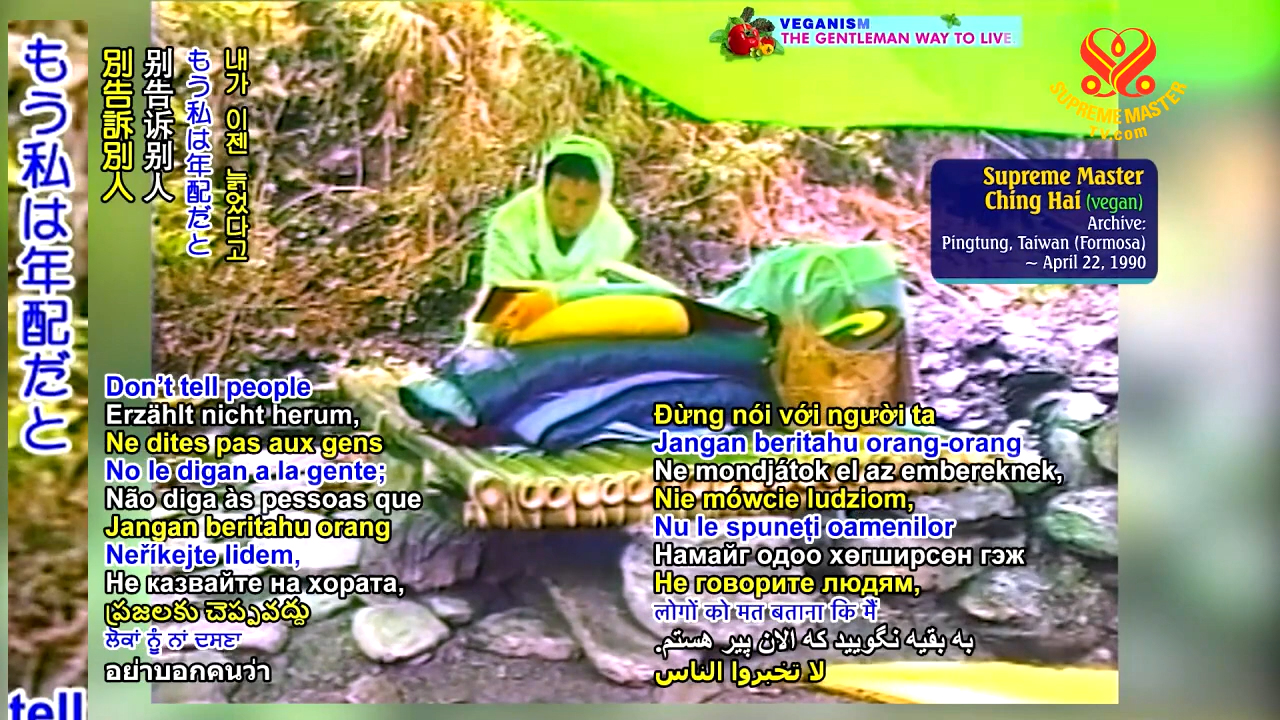 VEGANISM
THE GENTLEMAN WAY TO LIVE.
SUPREME MASTER
TV.com
Supreme Master
Ching Hai (vegan)
Archive:
Pingtung, Taiwan (Formosa)
~ April 22, 1990
もう私は年配だと
別告訴別人
别告诉别人
もう私は年配だと
내가 이젠 늙었다고
Don’t tell people
Erzählt nicht herum,
Ne dites pas aux gens
No le digan a la gente;
Não diga às pessoas que
Jangan beritahu orang
Neříkejte lidem,
Не казвайте на хората,
ప్రజలకు చెప్పవద్దు
ਲੋਕਾਂ ਨੂੰ ਨਾਂ ਦਸਣਾ
อย่าบอกคนว่า
Đừng nói với người ta
Jangan beritahu orang-orang
Ne mondjátok el az embereknek,
Nie mówcie ludziom,
Nu le spuneți oamenilor
Намайг одоо хөгширсөн гэж
Не говорите людям,
लोगों को मत बताना कि मैं
به بقیه نگویید که الان پیر هستم.
لا تخبروا الناس
tell